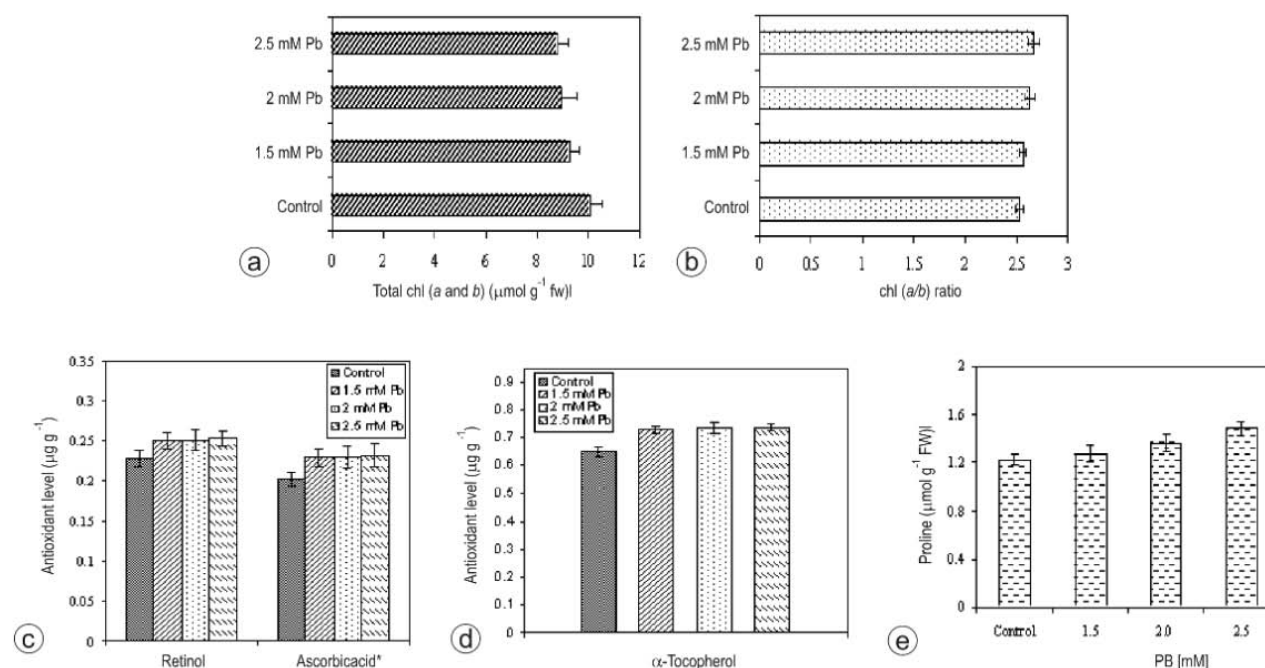 2.5 mM Pb
2 mM Pb
1.5 mM Pb
Control
0 2 4 6 8 10 12
a
Total chl (a and b) (μmol g⁻¹ fw)l
2.5 mM Pb
2 mM Pb
1.5 mM Pb
Control
0 0.5 1 1.5 2 2.5 3
b
chl (a/b) ratio
0.35
0.3
0.25
0.2
0.15
0.1
0.05
0
Antioxidant level (μg g⁻¹)
Control
1.5 mM Pb
2 mM Pb
2.5 mM Pb
c
Retinol Ascorbicacid*
0.9
0.8
0.7
0.6
0.5
0.4
0.3
0.2
0.1
0
Antioxidant level (μg g⁻¹)
Control
1.5 mM Pb
2 mM Pb
2.5 mM Pb
d
α-Tocopherol
2
1.6
1.2
0.8
0.4
0
Proline (μmol g⁻¹ FW)l
Control 1.5 2.0 2.5
e
PB [mM]